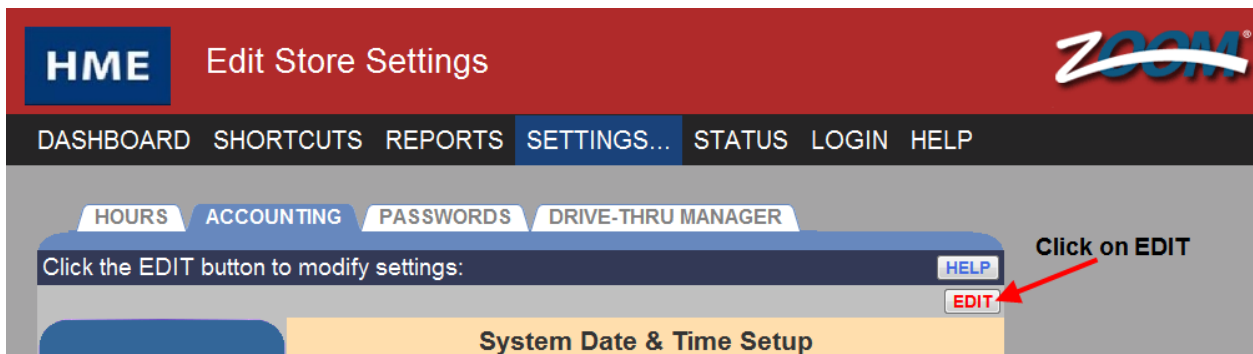 HME Edit Store Settings ZOOM®
DASHBOARD SHORTCUTS REPORTS SETTINGS... STATUS LOGIN HELP
HOURS ACCOUNTING PASSWORDS DRIVE-THRU MANAGER
Click on EDIT
Click the EDIT button to modify settings: HELP
EDIT
System Date & Time Setup